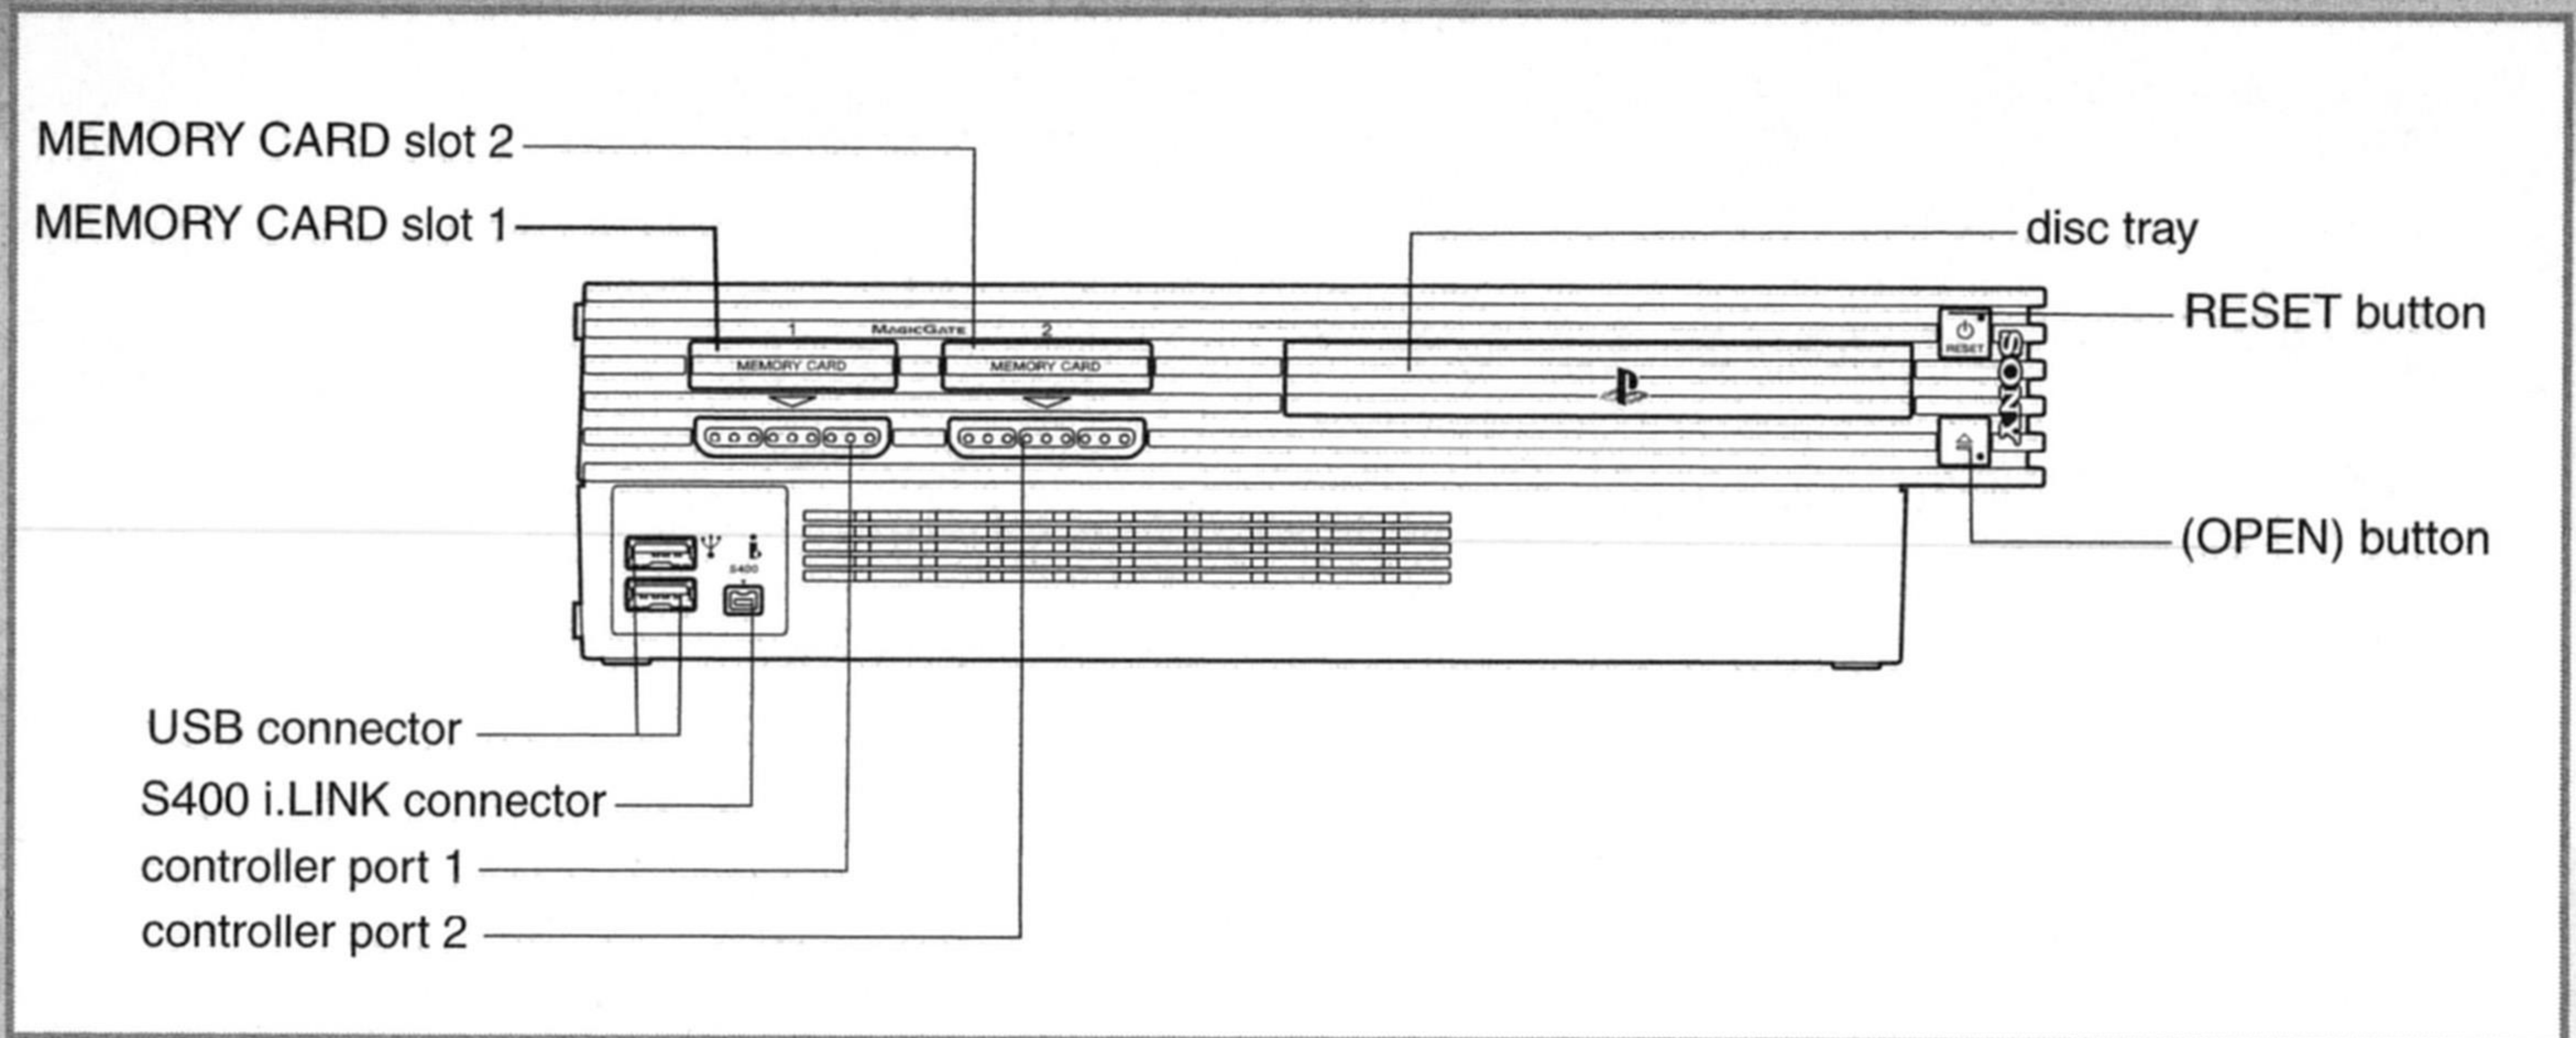 MEMORY CARD slot 2
MEMORY CARD slot 1
disc tray
RESET button
1 MAGICGATE 2
MEMORY CARD MEMORY CARD
RESET
SONY
(OPEN) button
S400
USB connector
S400 i.LINK connector
controller port 1
controller port 2